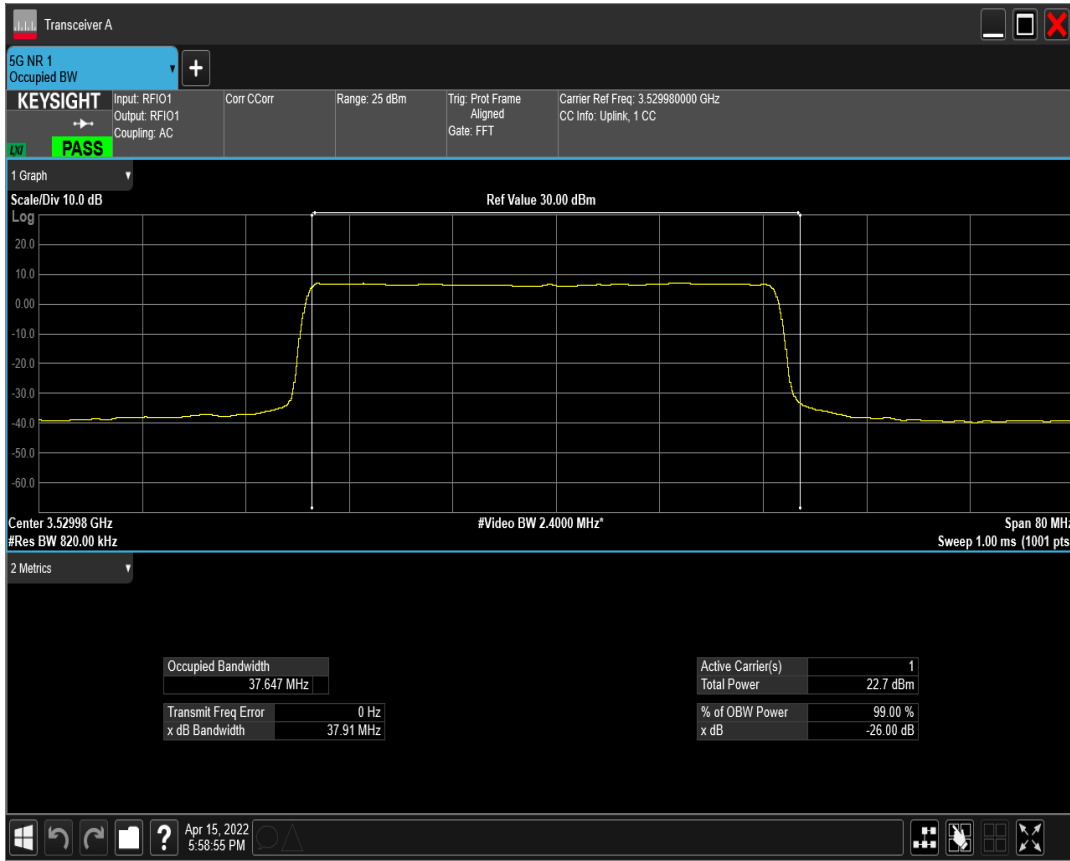 Transceiver A
5G NR 1
Occupied BW
KEYSIGHT
LXI
PASS
Input: RFIO1
Output: RFIO1
Coupling: AC
Corr CCorr
Range: 25 dBm
Trig: Prot Frame
Aligned
Gate: FFT
Carrier Ref Freq: 3.529980000 GHz
CC Info: Uplink, 1 CC
1 Graph
Scale/Div 10.0 dB
Ref Value 30.00 dBm
Log
20.0
10.0
0.00
-10.0
-20.0
-30.0
-40.0
-50.0
-60.0
Center 3.52998 GHz
#Video BW 2.4000 MHz*
Span 80 MHz
#Res BW 820.00 kHz
Sweep 1.00 ms (1001 pts
2 Metrics
Occupied Bandwidth
37.647 MHz
Transmit Freq Error 0 Hz
x dB Bandwidth 37.91 MHz
Active Carrier(s) 1
Total Power 22.7 dBm
% of OBW Power 99.00 %
x dB -26.00 dB
?
Apr 15, 2022
5:58:55 PM